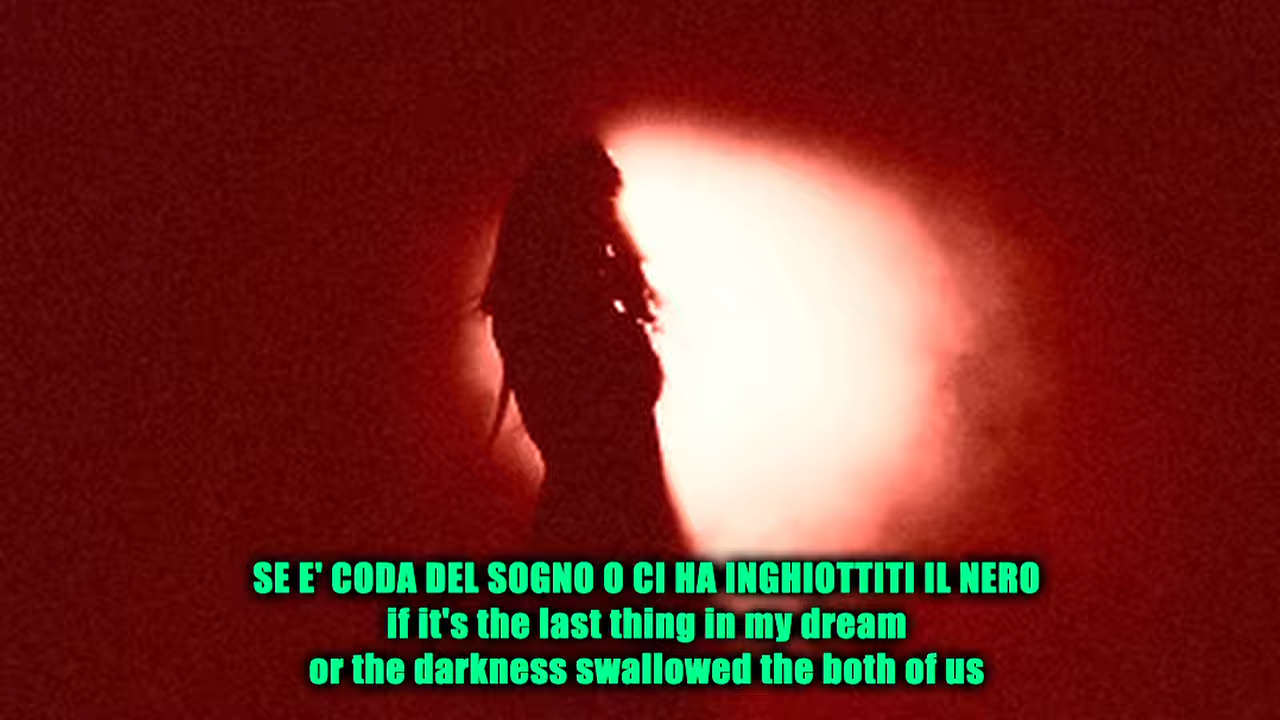 SE E' CODA DEL SOGNO O CI HA INGHIOTTITI IL NERO
if it's the last thing in my dream
or the darkness swallowed the both of us